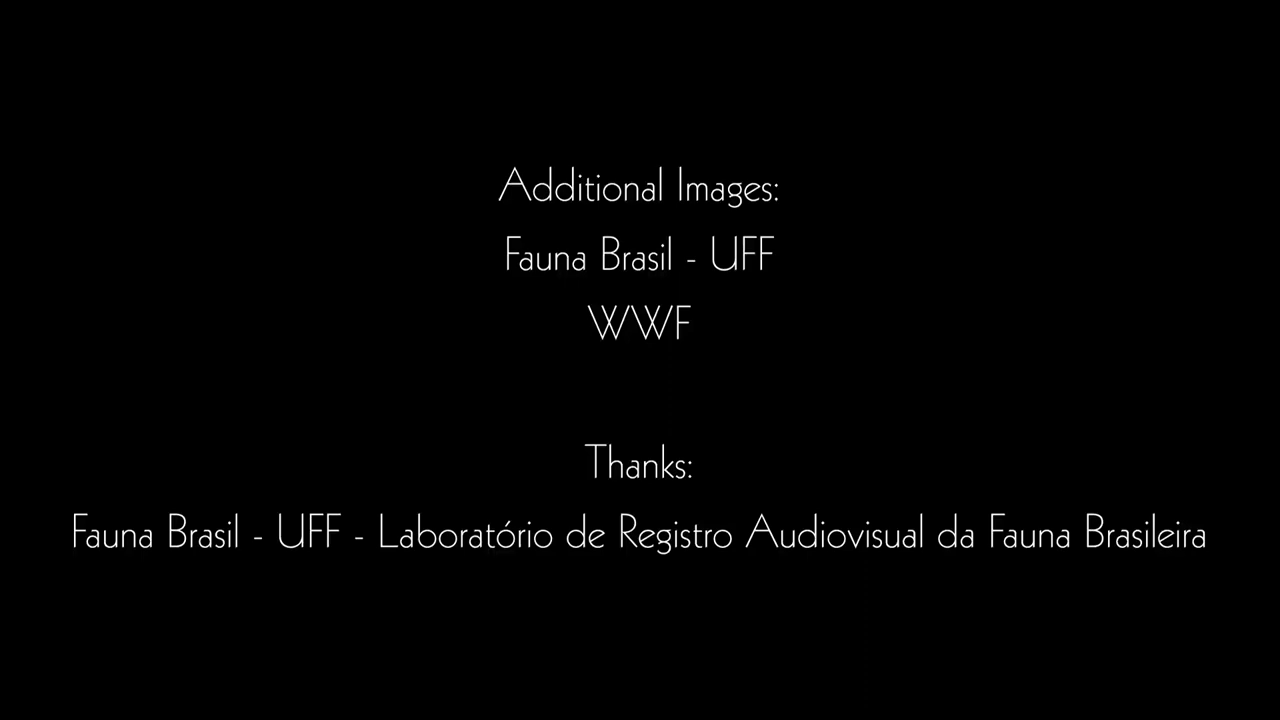 Additional Images:
Fauna Brasil - UFF
WWF
Thanks:
Fauna Brasil - UFF - Laboratório de Registro Audiovisual da Fauna Brasileira